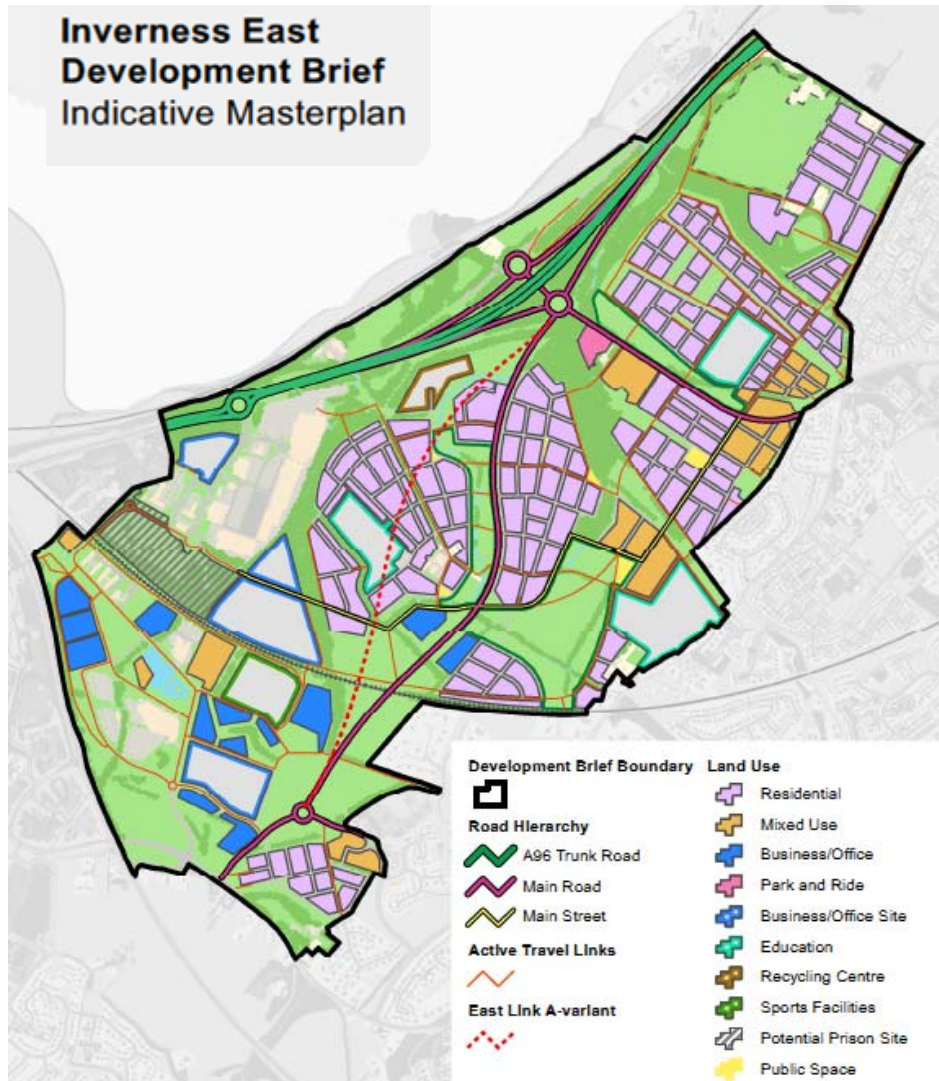 Inverness East
Development Brief
Indicative Masterplan
Development Brief Boundary
Road Hierarchy
A96 Trunk Road
Main Road
Main Street
Active Travel Links
East Link A-variant
Land Use
Residential
Mixed Use
Business/Office
Park and Ride
Business/Office Site
Education
Recycling Centre
Sports Facilities
Potential Prison Site
Public Space